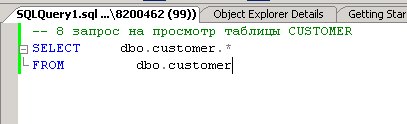 SQLQuery1.sql ...\8200462 (99))* Object Explorer Details Getting Star
-- 8 запрос на просмотр таблицы CUSTOMER
SELECT dbo.customer.*
FROM dbo.customer